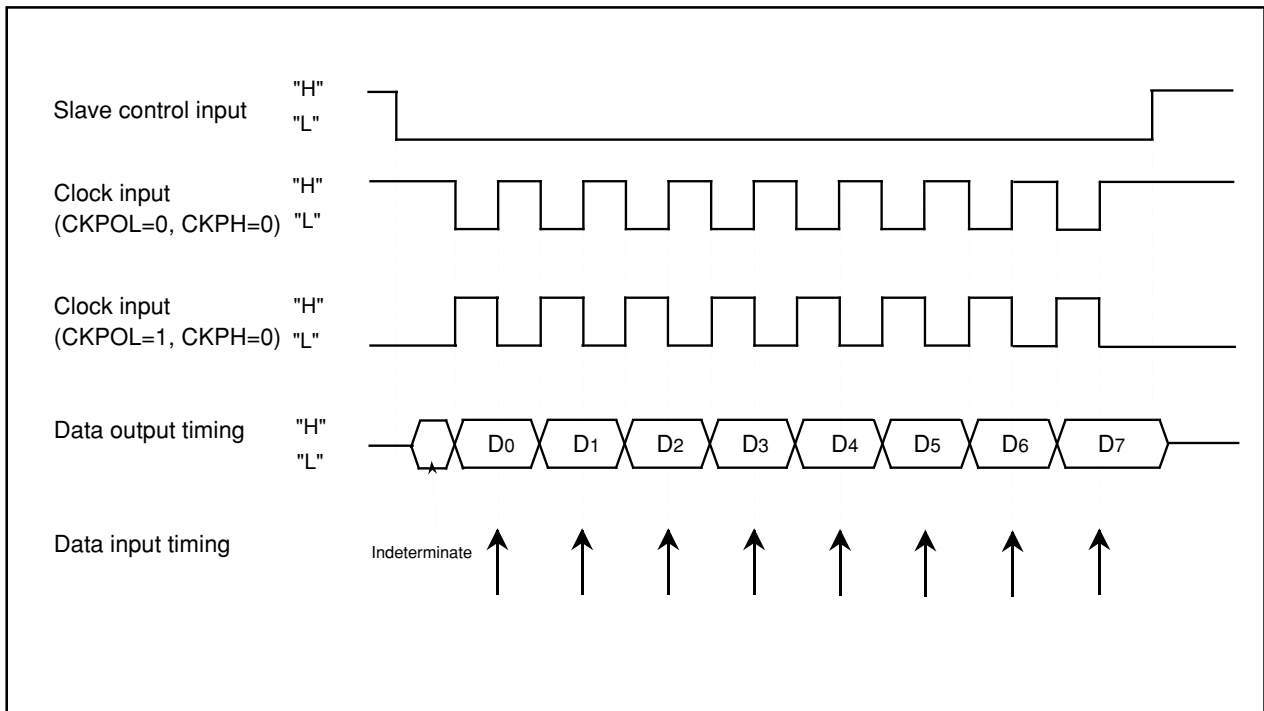 Slave control input
"H"
"L"
Clock input
(CKPOL=0, CKPH=0)
"H"
"L"
Clock input
(CKPOL=1, CKPH=0)
"H"
"L"
Data output timing
"H"
"L"
D0 D1 D2 D3 D4 D5 D6 D7
Data input timing
Indeterminate